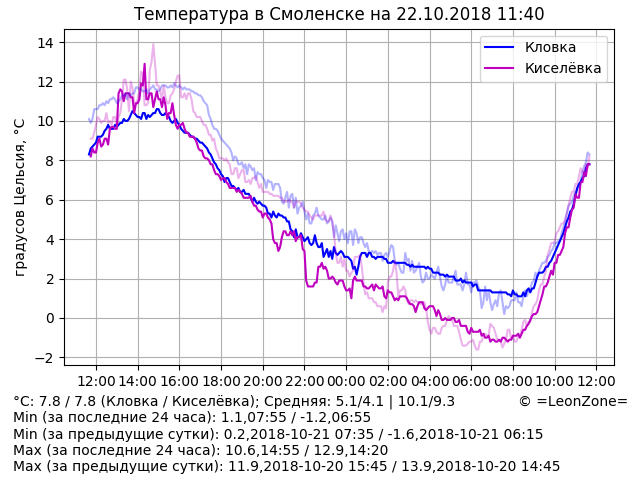 Температура в Смоленске на 22.10.2018 11:40
Кловка
Киселёвка
градусов Цельсия, °C
14
12
10
8
6
4
2
0
−2
12:00 14:00 16:00 18:00 20:00 22:00 00:00 02:00 04:00 06:00 08:00 10:00 12:00
°C: 7.8 / 7.8 (Кловка / Киселёвка); Средняя: 5.1/4.1 | 10.1/9.3 © =LeonZone=
Min (за последние 24 часа): 1.1,07:55 / -1.2,06:55
Min (за предыдущие сутки): 0.2,2018-10-21 07:35 / -1.6,2018-10-21 06:15
Max (за последние 24 часа): 10.6,14:55 / 12.9,14:20
Max (за предыдущие сутки): 11.9,2018-10-20 15:45 / 13.9,2018-10-20 14:45